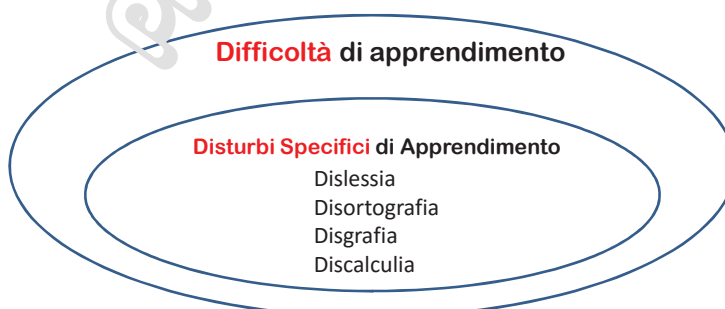 Difficoltà di apprendimento
Disturbi Specifici di Apprendimento
Dislessia
Disortografia
Disgrafia
Discalculia